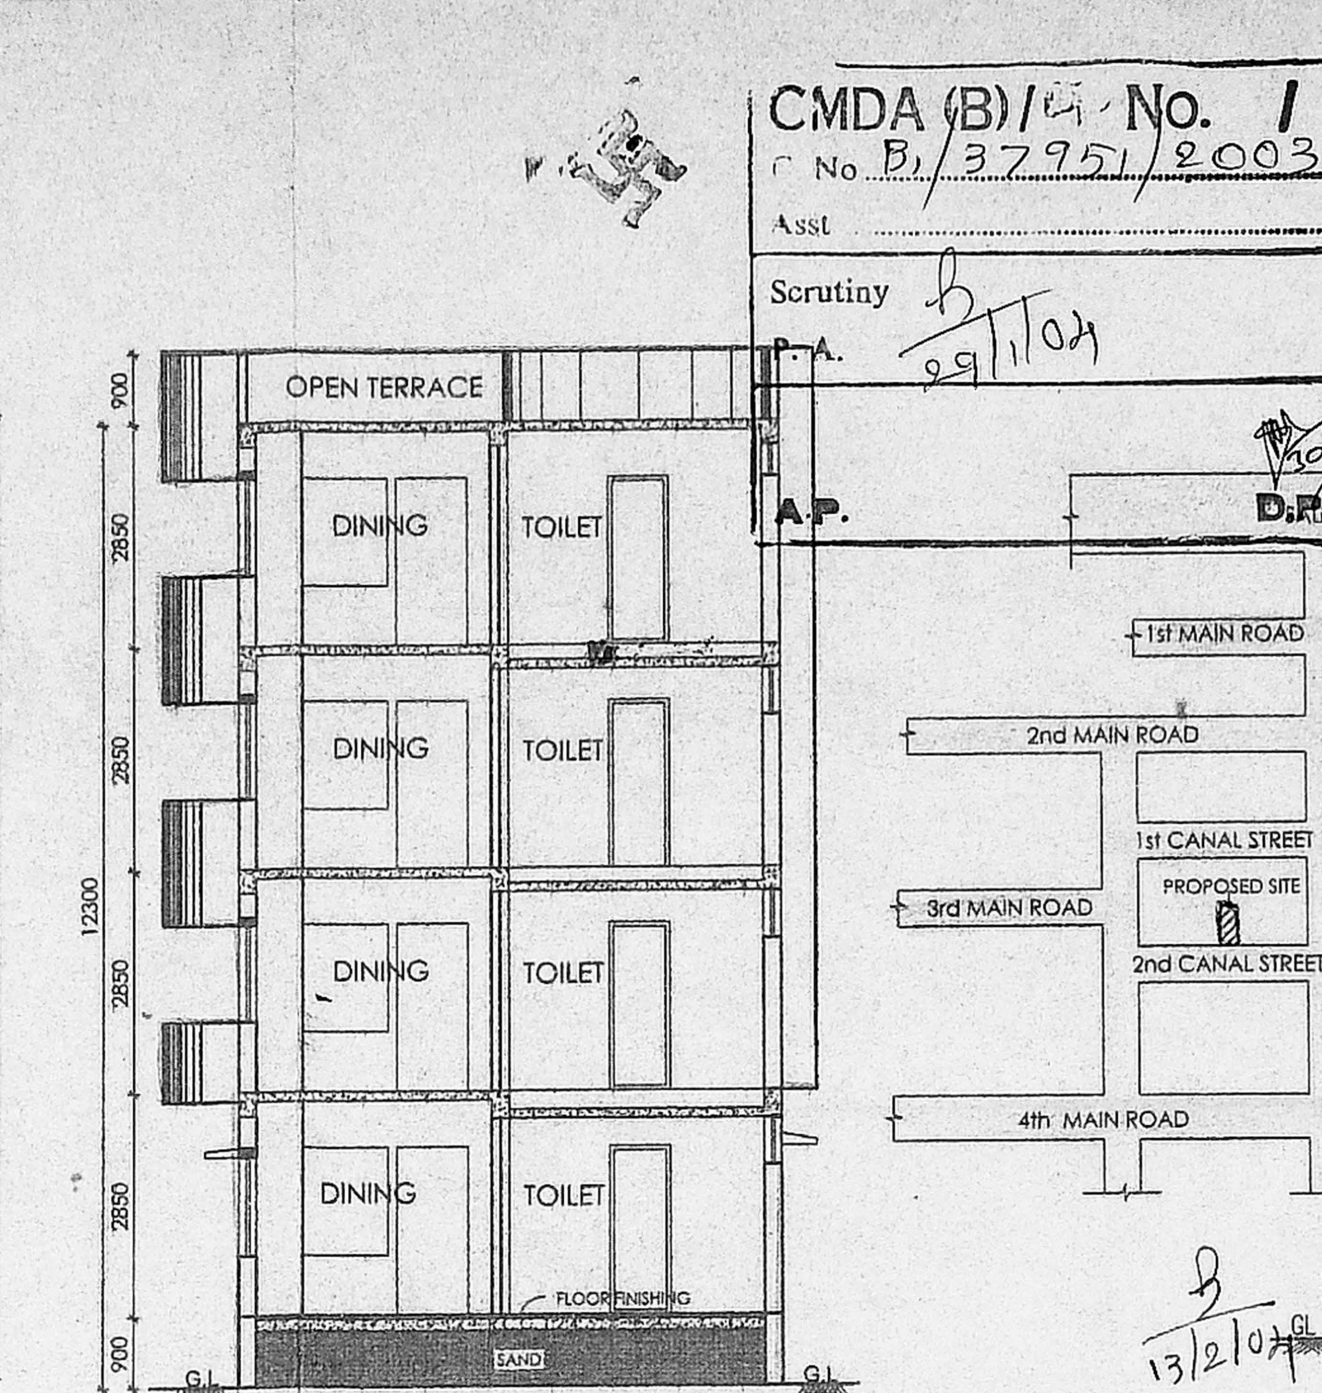 CMDA (B)/ No. 1
No B1/37951/2003
Asst
Scrutiny
29/1/04
P. A.
30
A.P.
D.P.
OPEN TERRACE
900
DINING
TOILET
2850
DINING
TOILET
2850
DINING
TOILET
2850
12300
DINING
TOILET
2850
FLOOR FINISHING
SAND
900
G.L
G.L
1st MAIN ROAD
2nd MAIN ROAD
1st CANAL STREET
PROPOSED SITE
3rd MAIN ROAD
2nd CANAL STREET
4th MAIN ROAD
13/2/04
GL